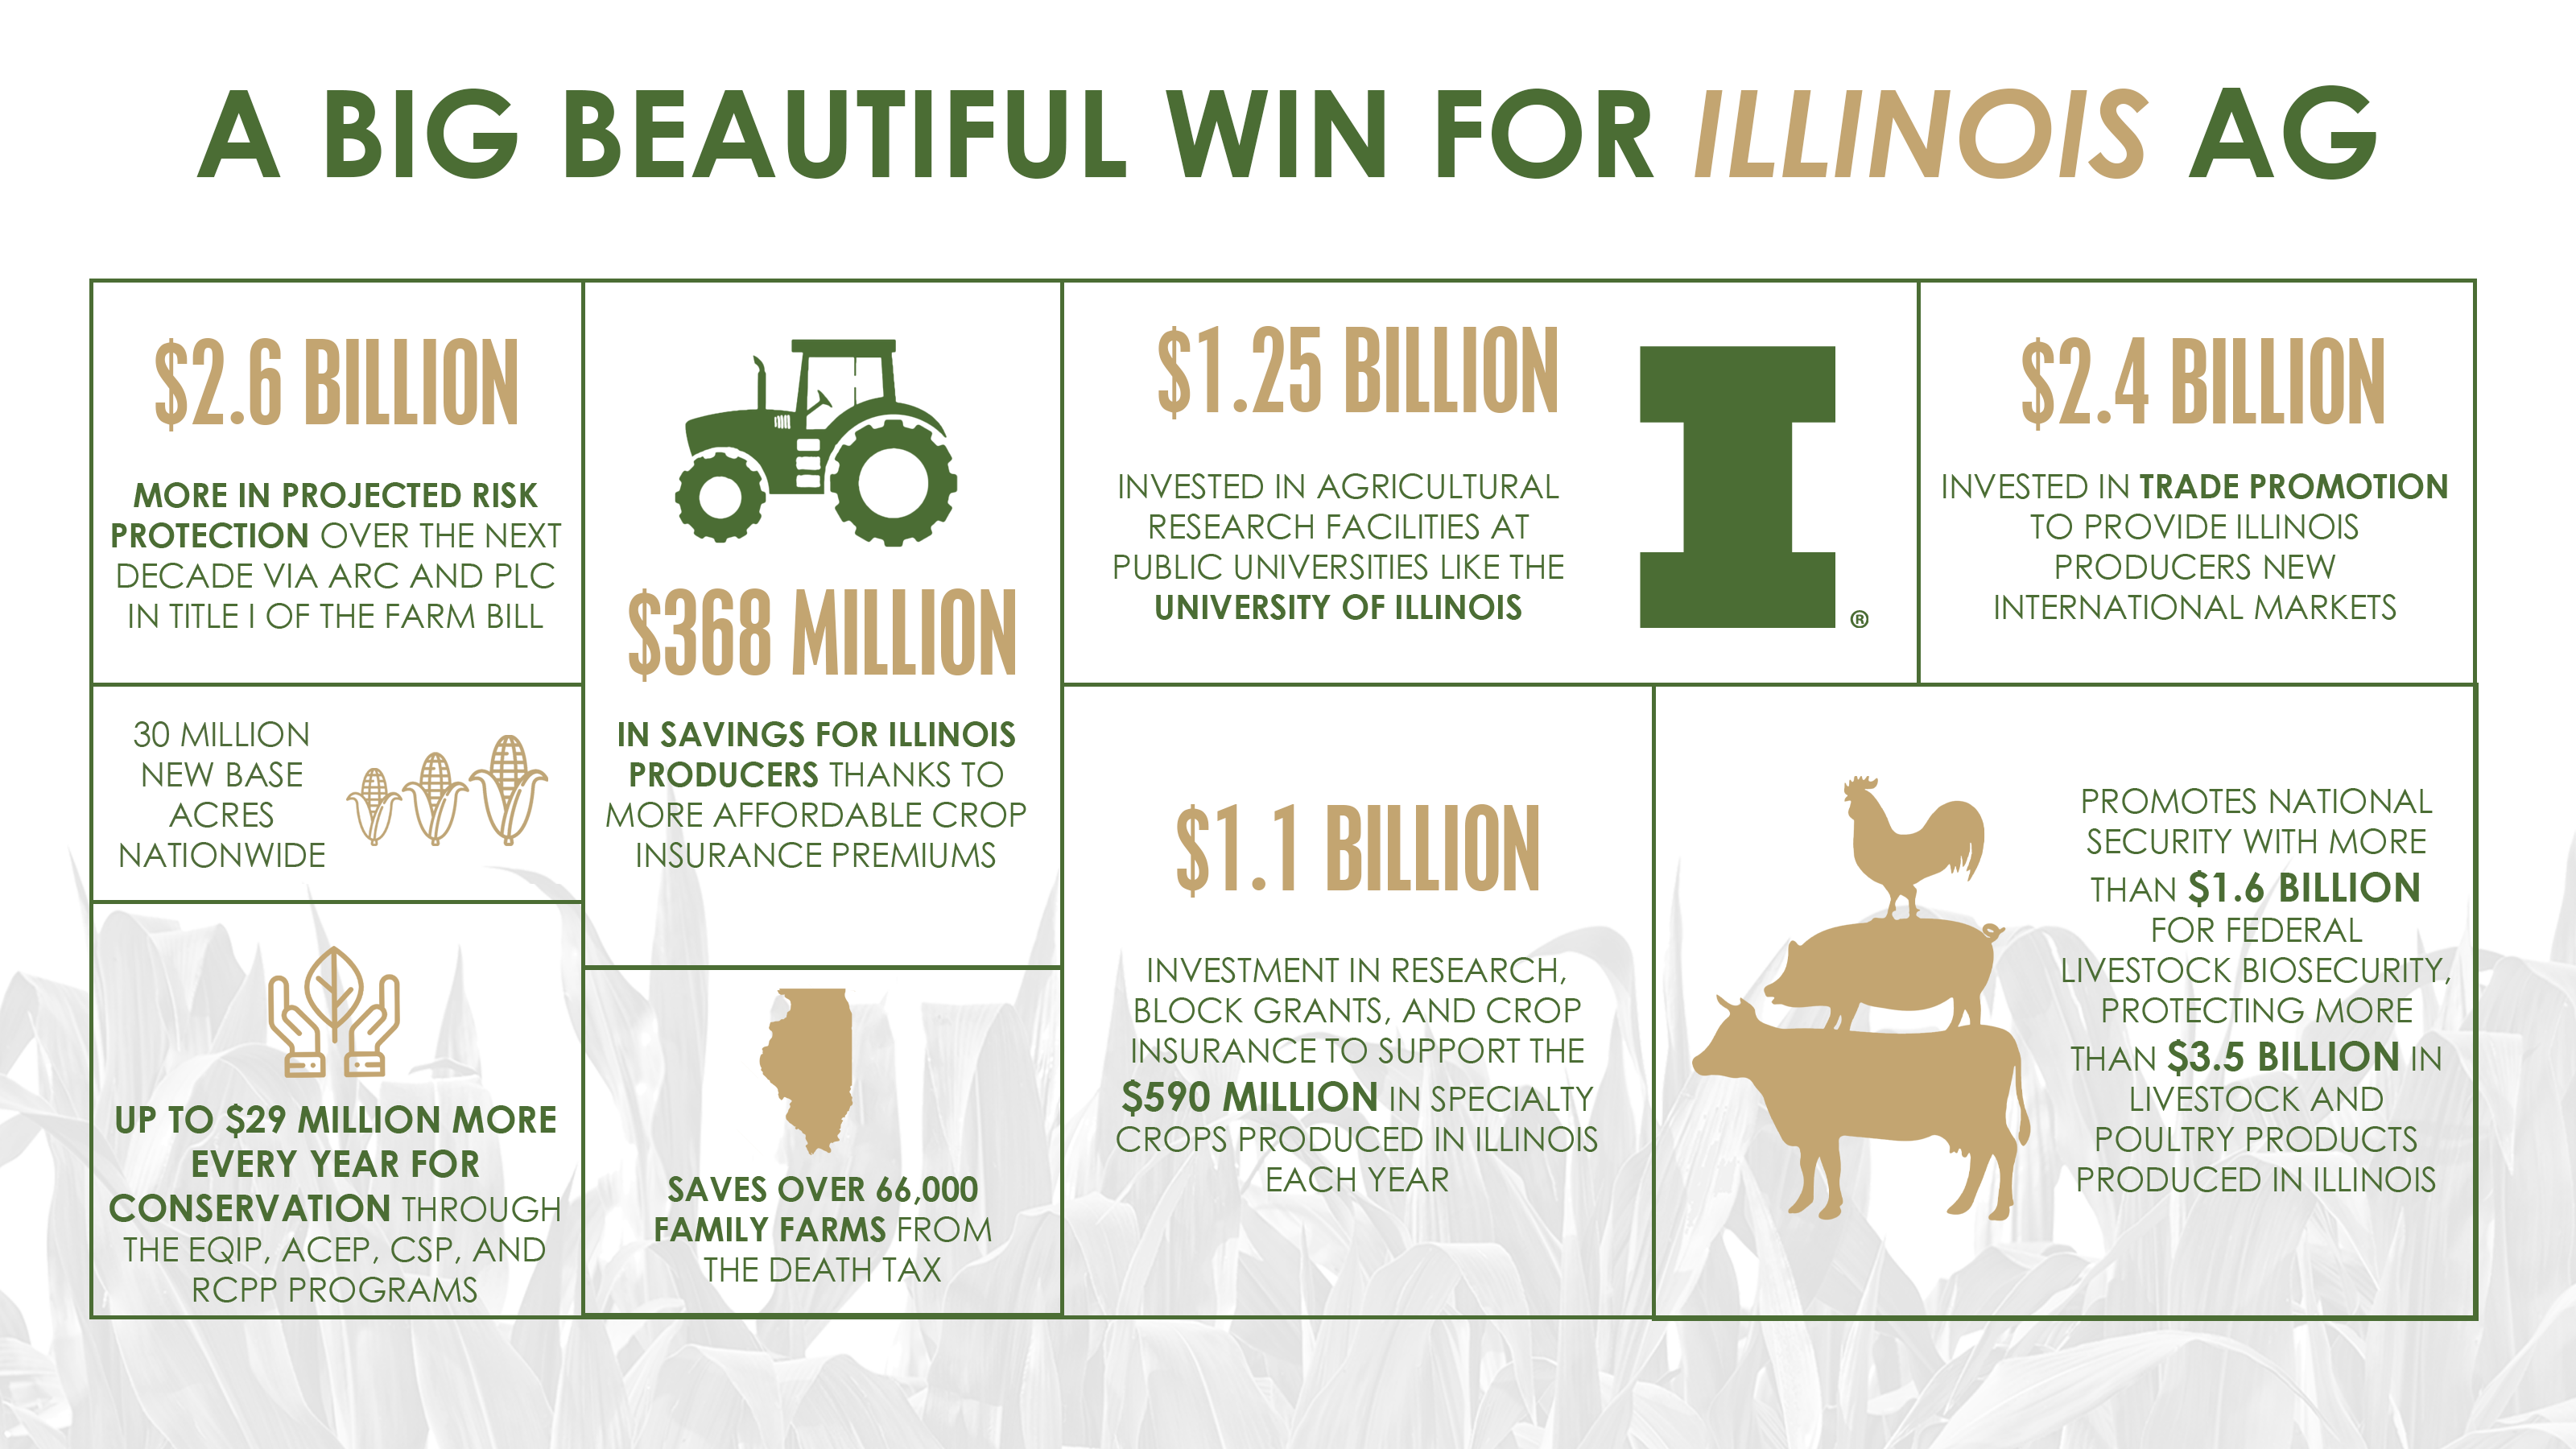 A BIG BEAUTIFUL WIN FOR ILLINOIS AG
$2.6 BILLION
MORE IN PROJECTED RISK
PROTECTION OVER THE NEXT
DECADE VIA ARC AND PLC
IN TITLE I OF THE FARM BILL
$368 MILLION
IN SAVINGS FOR ILLINOIS
PRODUCERS THANKS TO
MORE AFFORDABLE CROP
INSURANCE PREMIUMS
$1.25 BILLION
INVESTED IN AGRICULTURAL
RESEARCH FACILITIES AT
PUBLIC UNIVERSITIES LIKE THE
UNIVERSITY OF ILLINOIS
I ®
$2.4 BILLION
INVESTED IN TRADE PROMOTION
TO PROVIDE ILLINOIS
PRODUCERS NEW
INTERNATIONAL MARKETS
30 MILLION
NEW BASE
ACRES
NATIONWIDE
UP TO $29 MILLION MORE
EVERY YEAR FOR
CONSERVATION THROUGH
THE EQIP, ACEP, CSP, AND
RCPP PROGRAMS
SAVES OVER 66,000
FAMILY FARMS FROM
THE DEATH TAX
$1.1 BILLION
INVESTMENT IN RESEARCH,
BLOCK GRANTS, AND CROP
INSURANCE TO SUPPORT THE
$590 MILLION IN SPECIALTY
CROPS PRODUCED IN ILLINOIS
EACH YEAR
PROMOTES NATIONAL
SECURITY WITH MORE
THAN $1.6 BILLION
FOR FEDERAL
LIVESTOCK BIOSECURITY,
PROTECTING MORE
THAN $3.5 BILLION IN
LIVESTOCK AND
POULTRY PRODUCTS
PRODUCED IN ILLINOIS